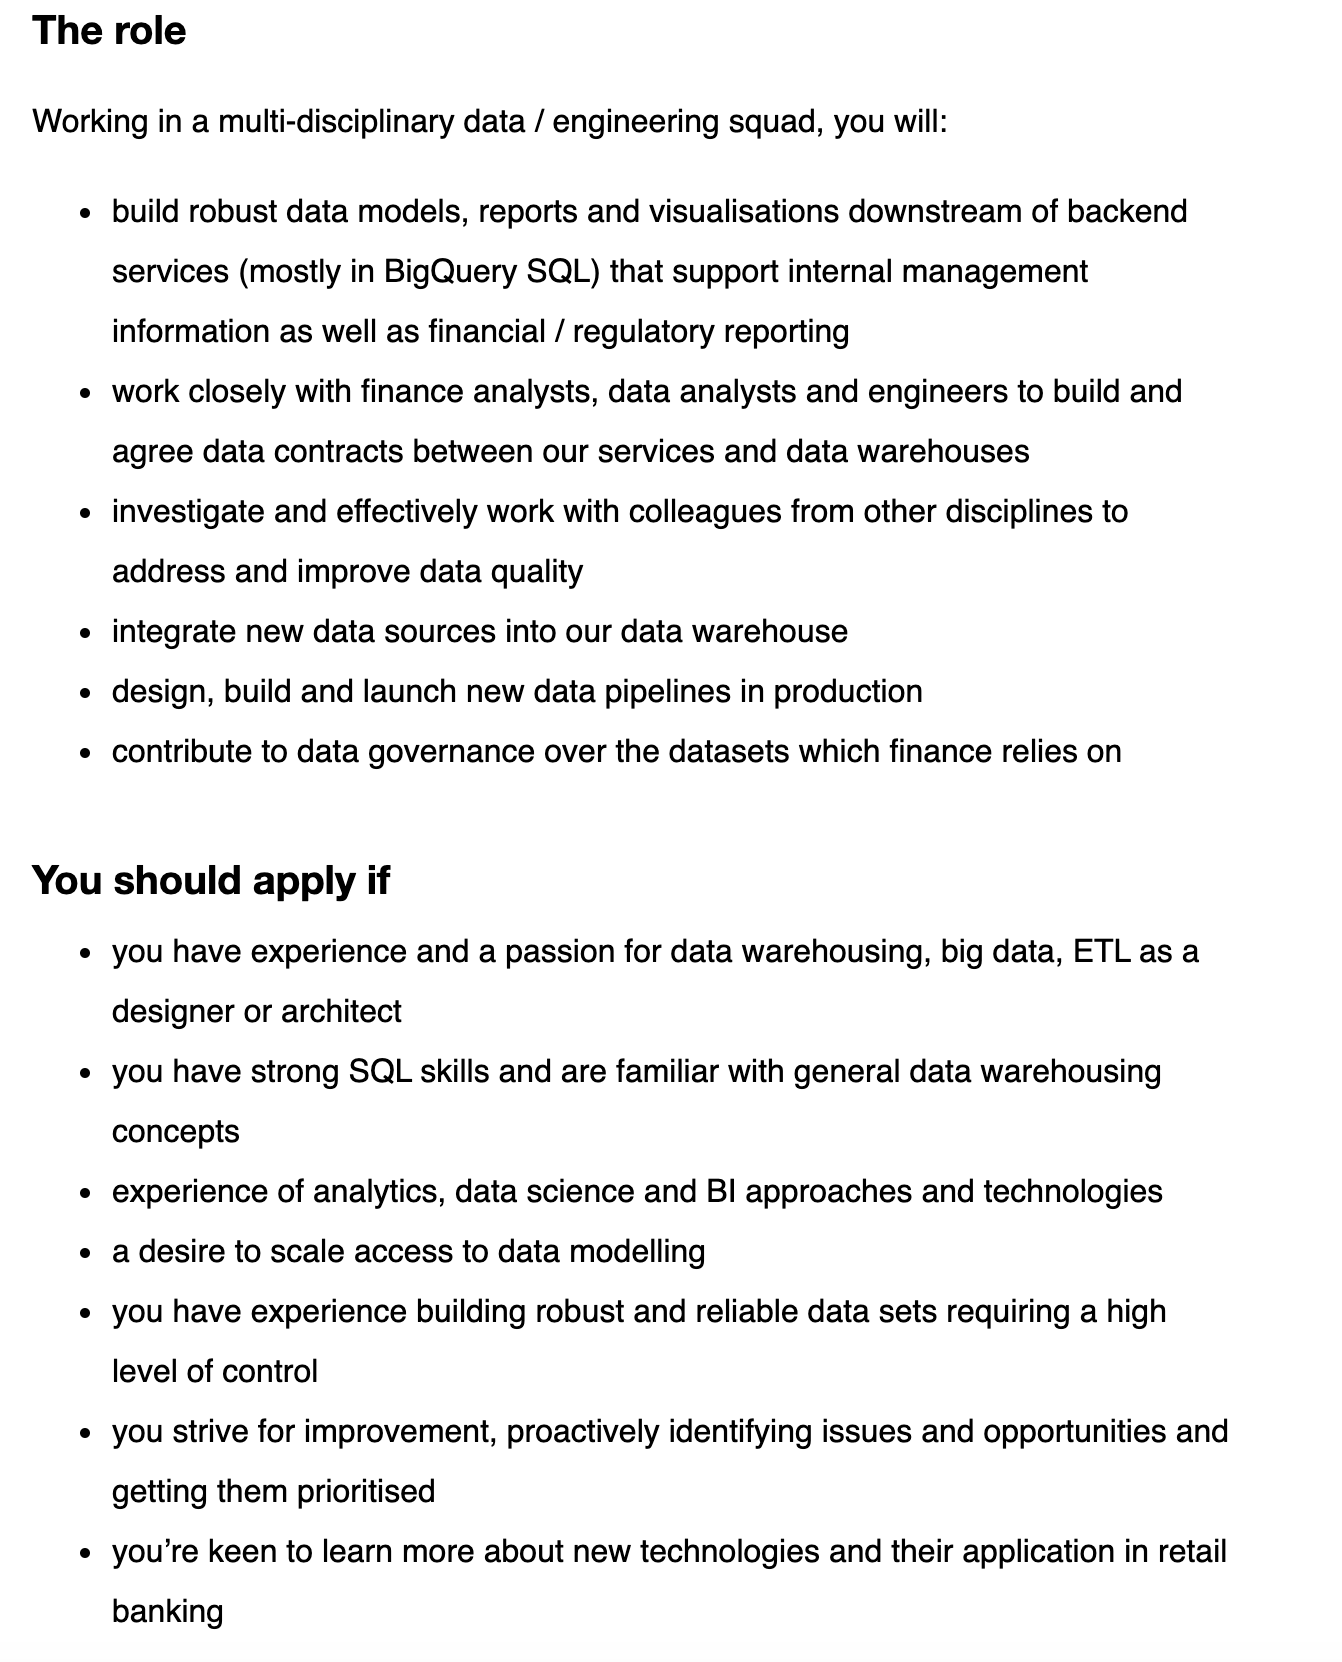 The role
Working in a multi-disciplinary data / engineering squad, you will:
• build robust data models, reports and visualisations downstream of backend
services (mostly in BigQuery SQL) that support internal management
information as well as financial / regulatory reporting
• work closely with finance analysts, data analysts and engineers to build and
agree data contracts between our services and data warehouses
• investigate and effectively work with colleagues from other disciplines to
address and improve data quality
• integrate new data sources into our data warehouse
• design, build and launch new data pipelines in production
• contribute to data governance over the datasets which finance relies on
You should apply if
• you have experience and a passion for data warehousing, big data, ETL as a
designer or architect
• you have strong SQL skills and are familiar with general data warehousing
concepts
• experience of analytics, data science and BI approaches and technologies
• a desire to scale access to data modelling
• you have experience building robust and reliable data sets requiring a high
level of control
• you strive for improvement, proactively identifying issues and opportunities and
getting them prioritised
• you’re keen to learn more about new technologies and their application in retail
banking